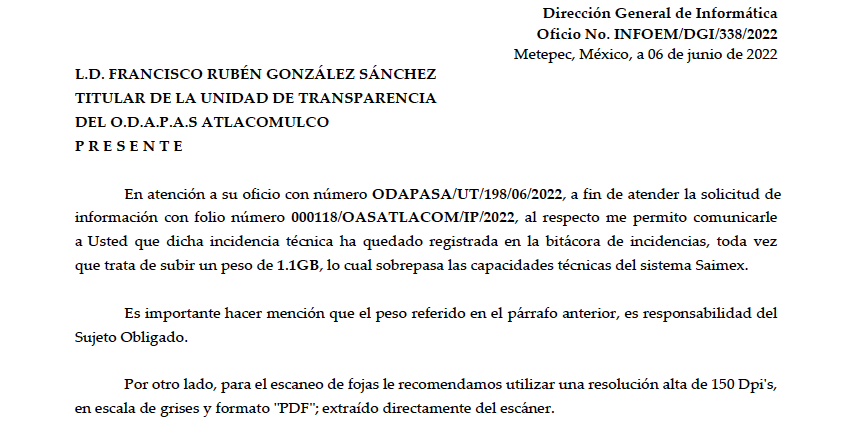 Dirección General de Informática
Oficio No. INFOEM/DGI/338/2022
Metepec, México, a 06 de junio de 2022
L.D. FRANCISCO RUBÉN GONZÁLEZ SÁNCHEZ
TITULAR DE LA UNIDAD DE TRANSPARENCIA
DEL O.D.A.P.A.S ATLACOMULCO
P R E S E N T E
En atención a su oficio con número ODAPASA/UT/198/06/2022, a fin de atender la solicitud de
información con folio número 000118/OASATLACOM/IP/2022, al respecto me permito comunicarle
a Usted que dicha incidencia técnica ha quedado registrada en la bitácora de incidencias, toda vez
que trata de subir un peso de 1.1GB, lo cual sobrepasa las capacidades técnicas del sistema Saimex.
Es importante hacer mención que el peso referido en el párrafo anterior, es responsabilidad del
Sujeto Obligado.
Por otro lado, para el escaneo de fojas le recomendamos utilizar una resolución alta de 150 Dpi's,
en escala de grises y formato "PDF"; extraído directamente del escáner.